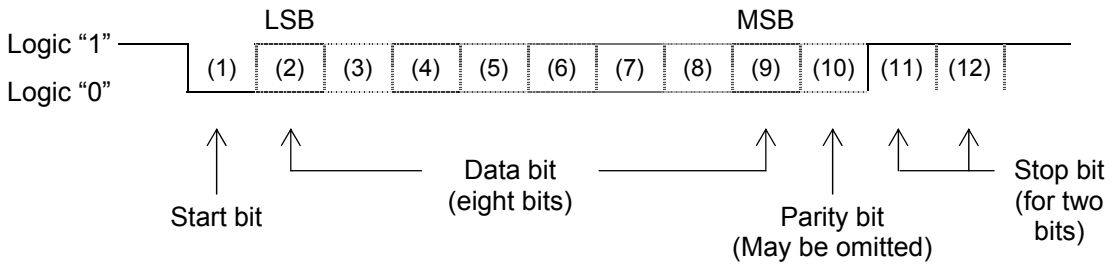 LSB MSB
Logic “1”
(1) (2) (3) (4) (5) (6) (7) (8) (9) (10) (11) (12)
Logic “0”
Start bit
Data bit
(eight bits)
Parity bit
(May be omitted)
Stop bit
(for two
bits)